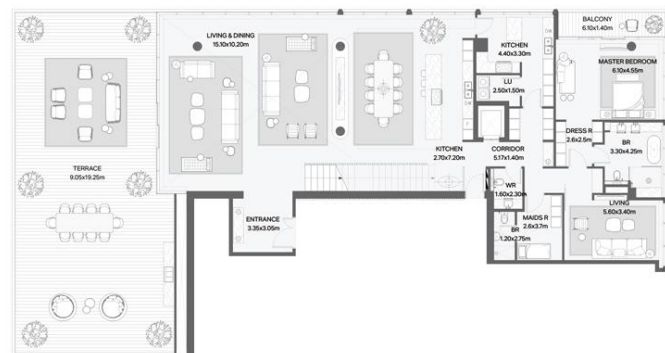 LIVING & DINING
15.10x10.20m
TERRACE
9.05x19.25m
ENTRANCE
3.35x3.05m
KITCHEN
2.70x7.20m
KITCHEN
4.40x3.30m
LU
2.50x1.50m
CORRIDOR
5.17x1.40m
WR
1.60x2.30m
BR
1.20x2.75m
MAIDS R
2.6x3.7m
BALCONY
6.10x1.40m
MASTER BEDROOM
6.10x4.55m
DRESS R
2.6x2.5m
BR
3.30x4.25m
LIVING
5.60x3.40m